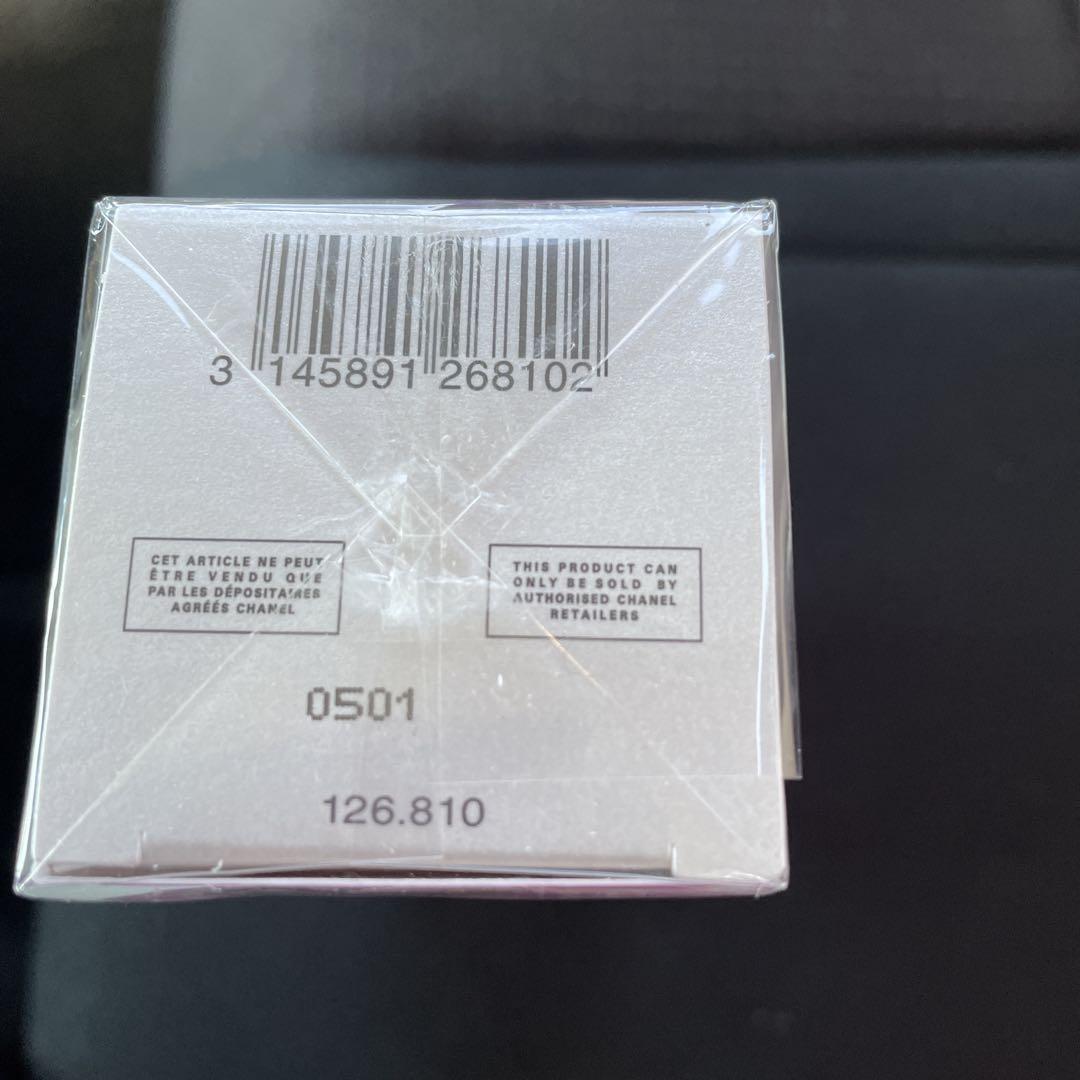 3 145891 268102
CET ARTICLE NE PEUT
ÊTRE VENDU QUE
PAR LES DÉPOSITAIRES
AGRÉÉS CHANEL
THIS PRODUCT CAN
ONLY BE SOLD BY
AUTHORISED CHANEL
RETAILERS
0501
126.810